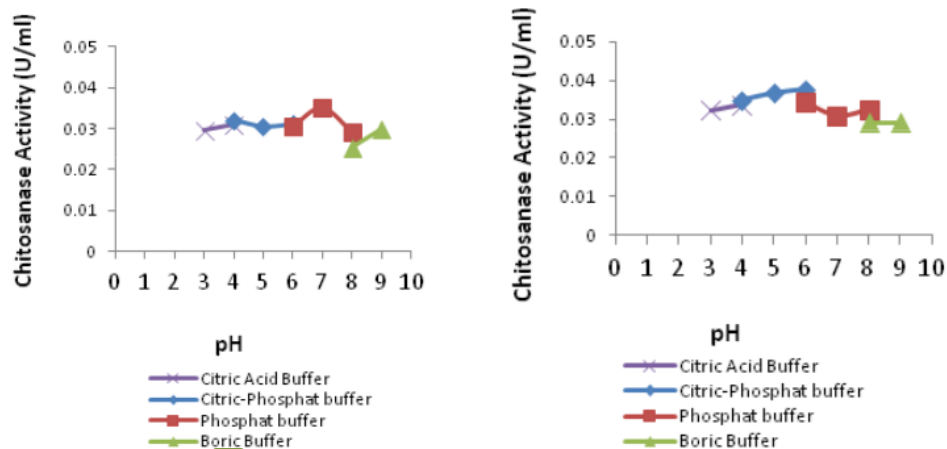 Chitosanase Activity (U/ml)
0.05
0.04
0.03
0.02
0.01
0
0 1 2 3 4 5 6 7 8 9 10
pH
Citric Acid Buffer
Citric-Phosphat buffer
Phosphat buffer
Boric Buffer
Chitosanase Activity (U/ml)
0.05
0.04
0.03
0.02
0.01
0
0 1 2 3 4 5 6 7 8 9 10
pH
Citric Acid Buffer
Citric-Phosphat buffer
Phosphat buffer
Boric Buffer